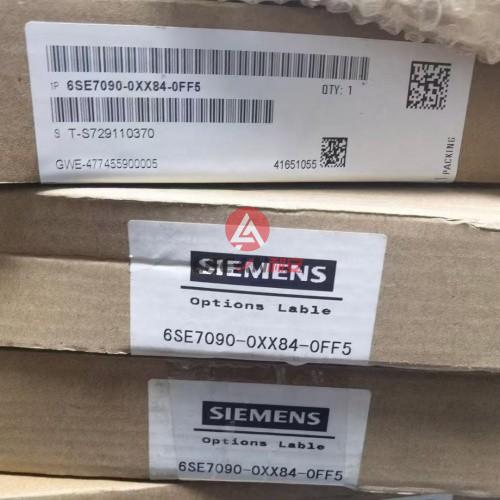 1P 6SE7090-0XX84-0FF5
QTY: 1
S T-S729110370
GWE-477455900005
41651055
PACKING
SIEMENS
Options Lable
6SE7090-0XX84-0FF5
SIEMENS
Options Lable
6SE7090-0XX84-0FF5